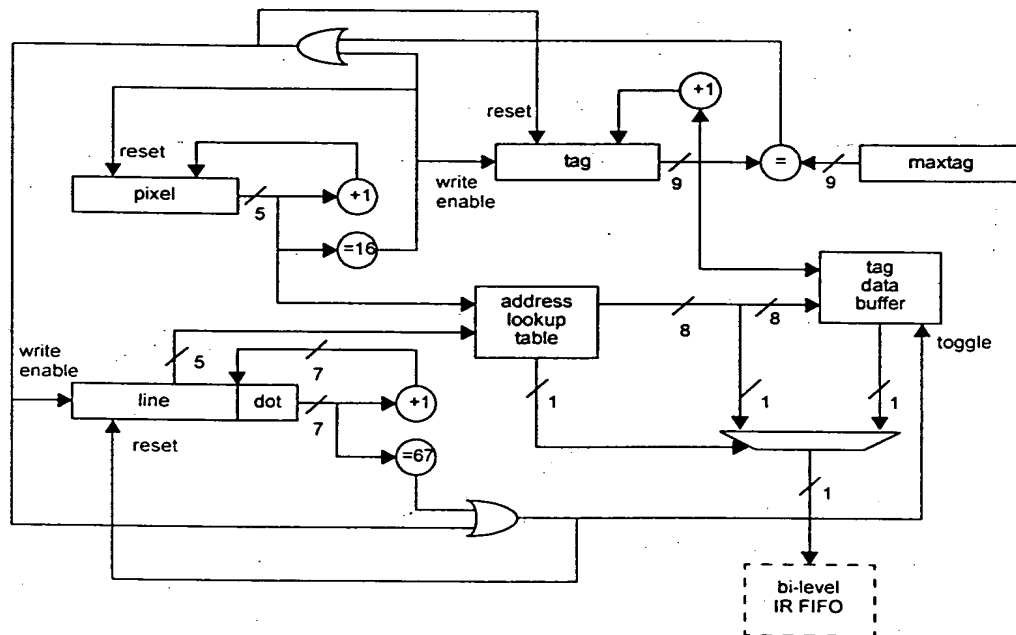 reset
+1
tag
=
maxtag
9
9
write
enable
reset
pixel
5
+1
=16
address
lookup
table
8
8
tag
data
buffer
toggle
write
enable
5
7
line
dot
7
+1
1
1
1
reset
=67
1
bi-level
IR FIFO